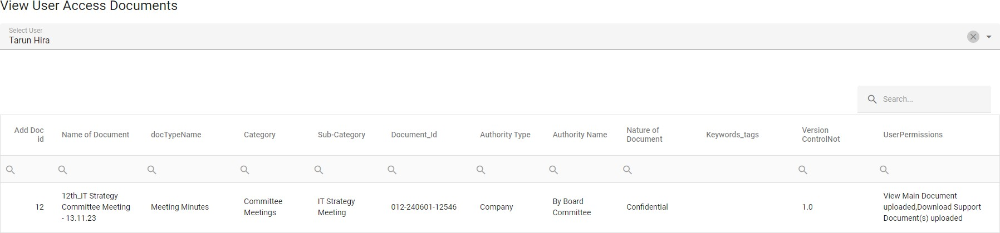 View User Access Documents
Select User
Tarun Hira
Search...
Add Doc
id
Name of Document
docTypeName
Category
Sub-Category
Document_Id
Authority Type
Authority Name
Nature of
Document
Keywords_tags
Version
ControlNot
UserPermissions
12
12th_IT Strategy
Committee Meeting
- 13.11.23
Meeting Minutes
Committee
Meetings
IT Strategy
Meeting
012-240601-12546
Company
By Board
Committee
Confidential
1.0
View Main Document
uploaded,Download Support
Document(s) uploaded